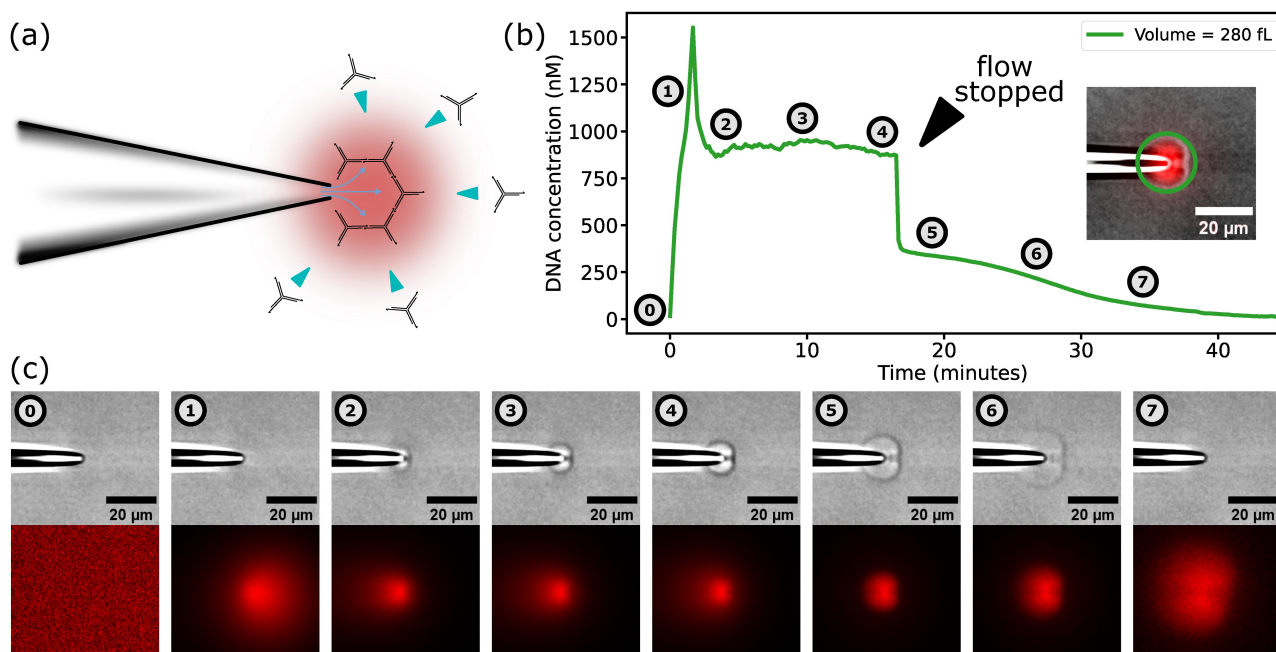 (a)
(b)
DNA concentration (nM)
1500
1250
1000
750
500
250
0
0
10
20
30
40
Time (minutes)
Volume = 280 fL
flow
stopped
20 µm
0
1
2
3
4
5
6
7
(c)
0
1
2
3
4
5
6
7
20 µm
20 µm
20 µm
20 µm
20 µm
20 µm
20 µm
20 µm